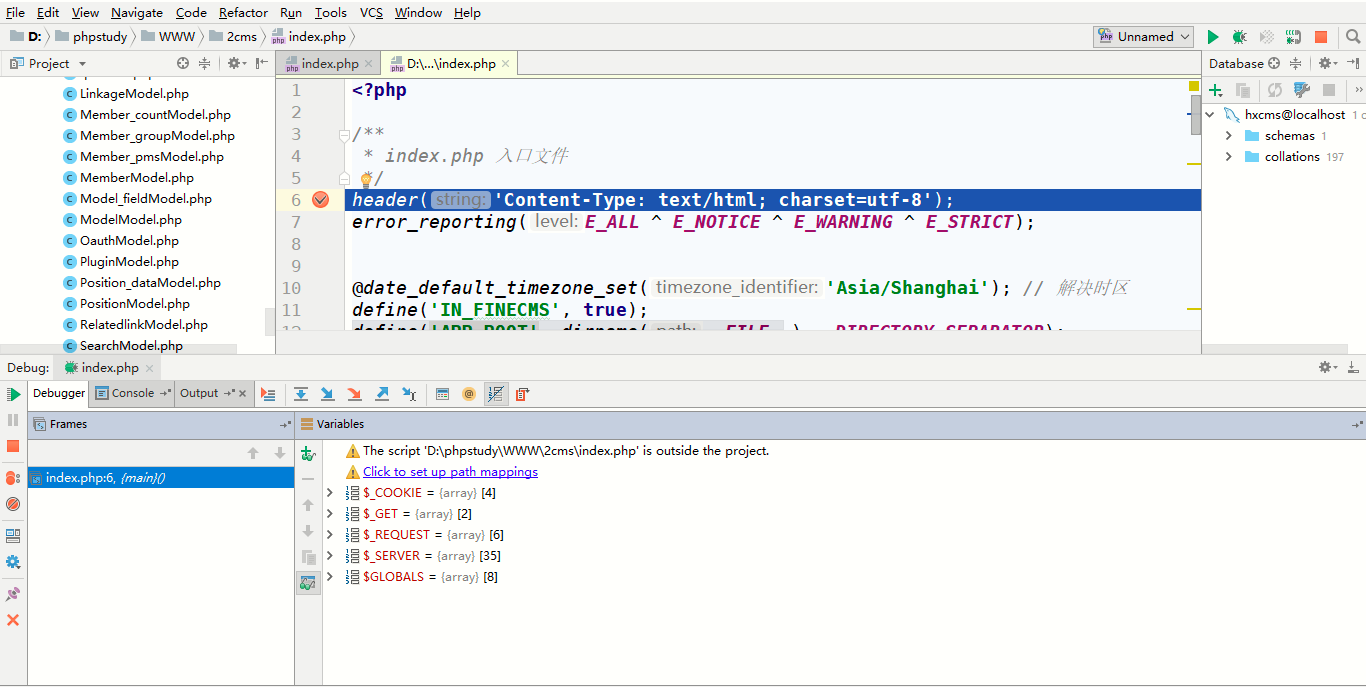 File Edit View Navigate Code Refactor Run Tools VCS Window Help
D: phpstudy WWW 2cms index.php Unnamed
Project index.php D:\...\index.php Database
LinkageModel.php
Member_countModel.php
Member_groupModel.php
Member_pmsModel.php
MemberModel.php
Model_fieldModel.php
ModelModel.php
OauthModel.php
PluginModel.php
Position_dataModel.php
PositionModel.php
RelatedlinkModel.php
SearchModel.php
1 <?php
2
3 /**
4 * index.php 入口文件
5 */
6 header( string: 'Content-Type: text/html; charset=utf-8');
7 error_reporting( level: E_ALL ^ E_NOTICE ^ E_WARNING ^ E_STRICT);
8
9
10 @date_default_timezone_set( timezone_identifier: 'Asia/Shanghai'); // 解决时区
11 define('IN_FINECMS', true);
hxcms@localhost 1
schemas 1
collations 197
Debug: index.php
Debugger Console Output
Frames
index.php:6, {main}()
Variables
The script 'D:\phpstudy\WWW\2cms\index.php' is outside the project.
Click to set up path mappings
$_COOKIE = {array} [4]
$_GET = {array} [2]
$_REQUEST = {array} [6]
$_SERVER = {array} [35]
$GLOBALS = {array} [8]